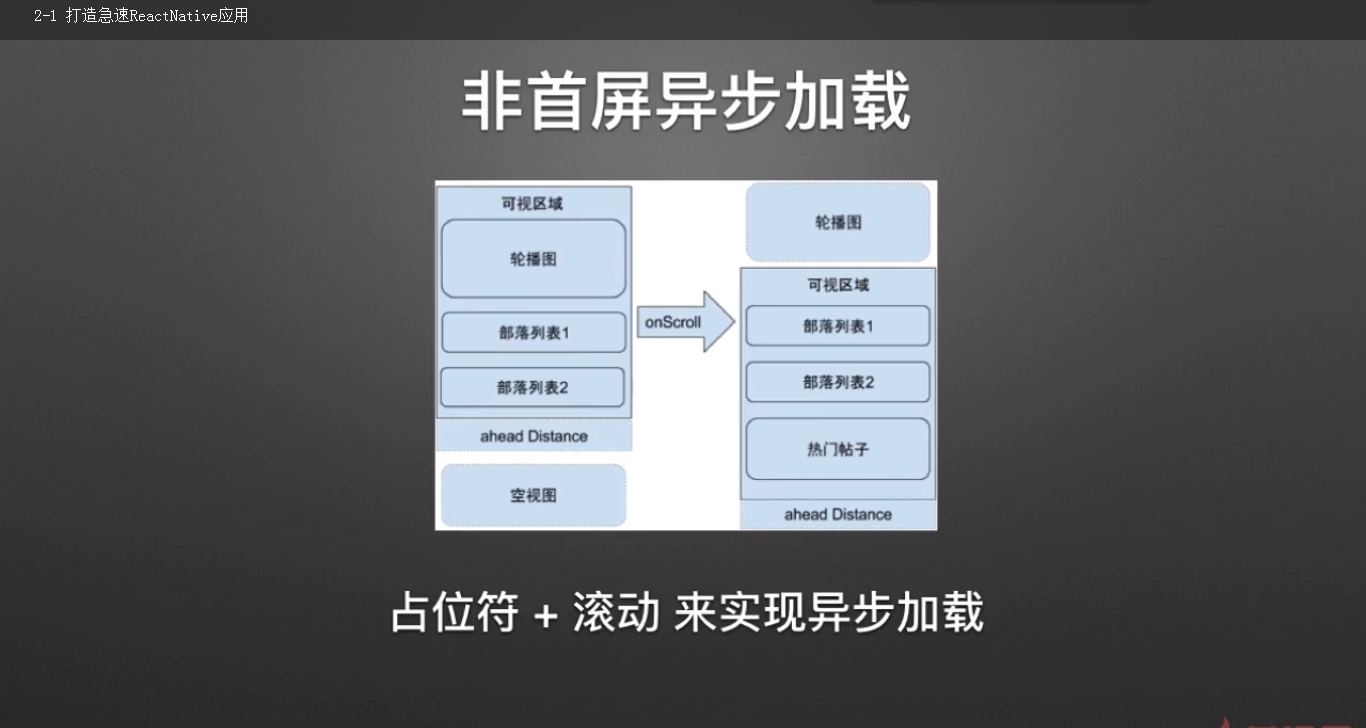 2-1 打造急速ReactNative应用
非首屏异步加载
可视区域
轮播图
部落列表1
部落列表2
ahead Distance
空视图
onScroll
轮播图
可视区域
部落列表1
部落列表2
热门帖子
ahead Distance
占位符 + 滚动 来实现异步加载